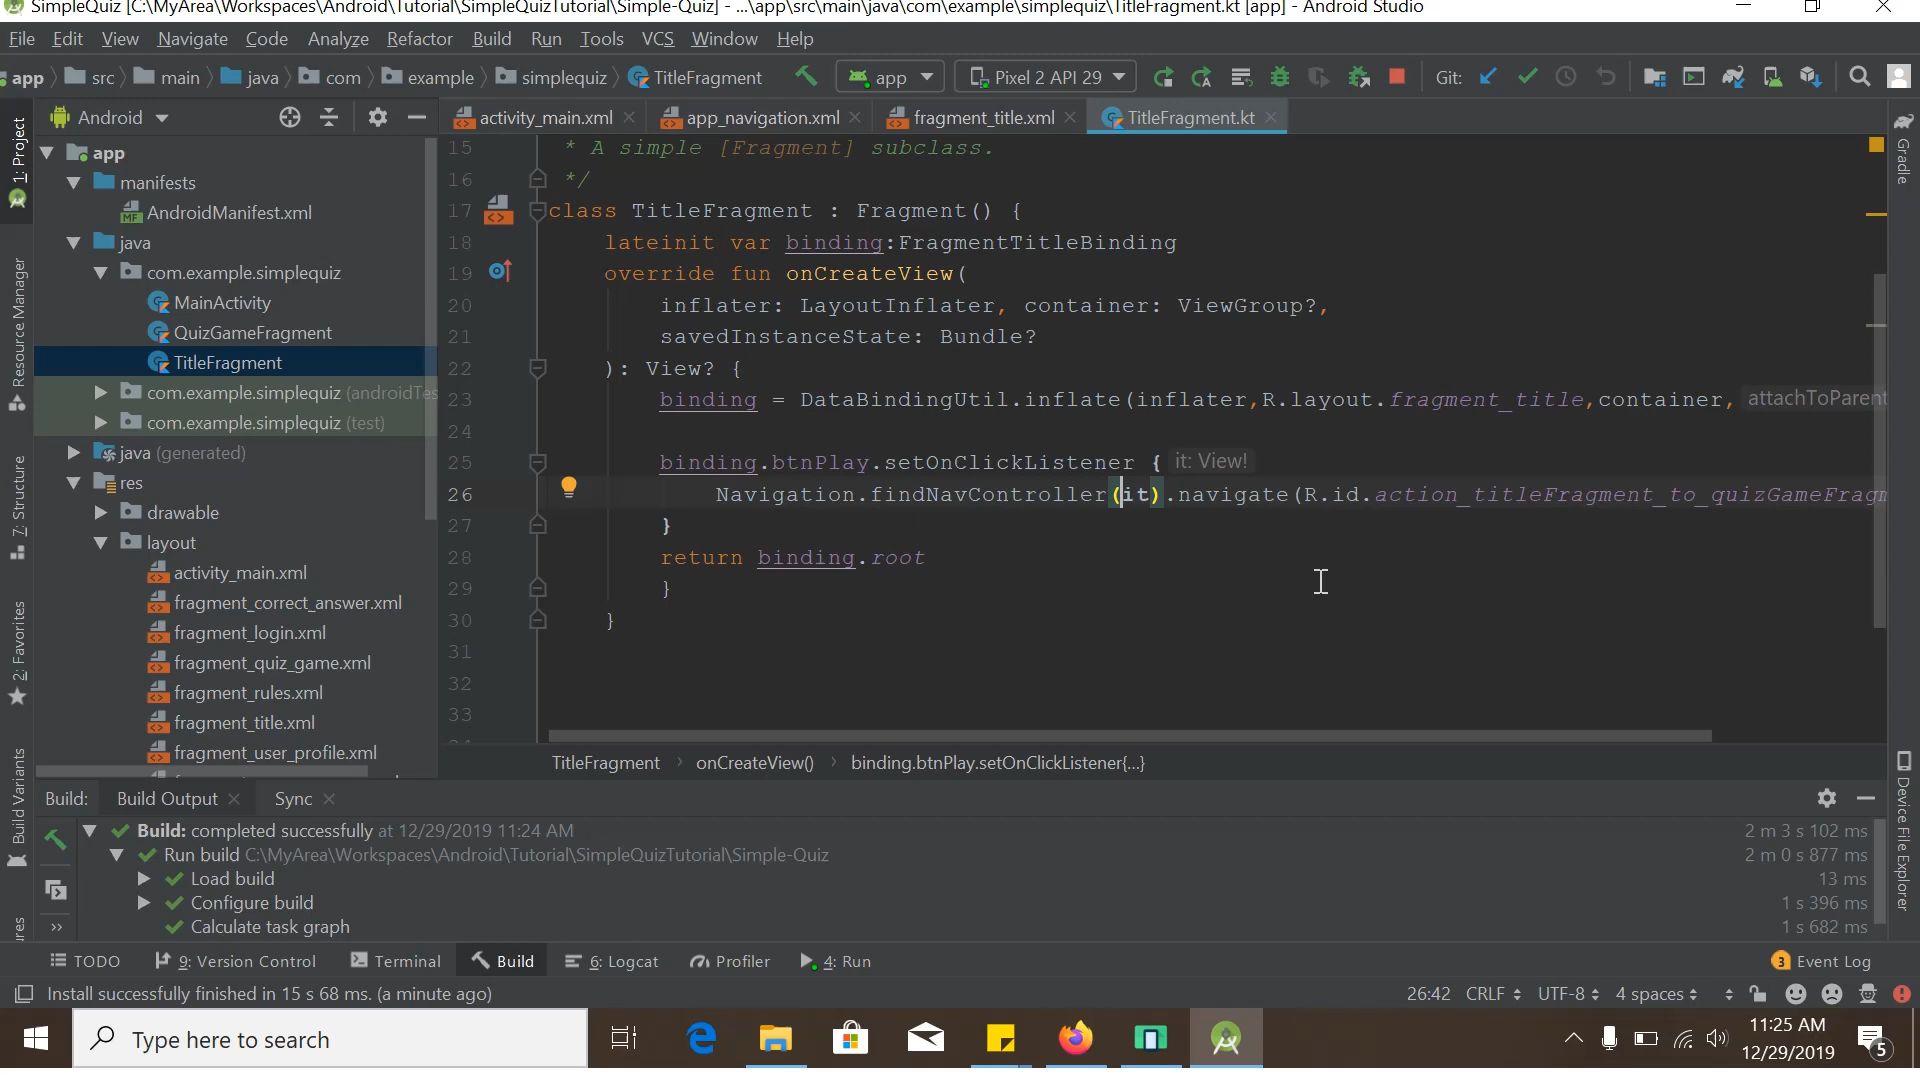 SimpleQuiz [C:\MyArea\Workspaces\Android\Tutorial\SimpleQuizTutorial\Simple-Quiz] - ...\app\src\main\java\com\example\simplequiz\TitleFragment.kt [app] - Android Studio
File Edit View Navigate Code Analyze Refactor Build Run Tools VCS Window Help
app src main java com example simplequiz TitleFragment app Pixel 2 API 29 Git:
Android activity_main.xml app_navigation.xml fragment_title.xml TitleFragment.kt
1: Project
Resource Manager
7: Structure
2: Favorites
Build Variants
app
manifests
AndroidManifest.xml
java
com.example.simplequiz
MainActivity
QuizGameFragment
TitleFragment
com.example.simplequiz (androidTes
com.example.simplequiz (test)
java (generated)
res
drawable
layout
activity_main.xml
fragment_correct_answer.xml
fragment_login.xml
fragment_quiz_game.xml
fragment_rules.xml
fragment_title.xml
fragment_user_profile.xml
15 * A simple [Fragment] subclass.
16 */
17 class TitleFragment : Fragment() {
18 lateinit var binding:FragmentTitleBinding
19 override fun onCreateView(
20 inflater: LayoutInflater, container: ViewGroup?,
21 savedInstanceState: Bundle?
22 ): View? {
23 binding = DataBindingUtil.inflate(inflater,R.layout.fragment_title,container, attachToParent
24
25 binding.btnPlay.setOnClickListener { it: View!
26 Navigation.findNavController(it).navigate(R.id.action_titleFragment_to_quizGameFragm
27 }
28 return binding.root
29 }
30 }
31
32
33
TitleFragment onCreateView() binding.btnPlay.setOnClickListener{...}
Gradle
Device File Explorer
Build: Build Output Sync
Build: completed successfully at 12/29/2019 11:24 AM 2 m 3 s 102 ms
Run build C:\MyArea\Workspaces\Android\Tutorial\SimpleQuizTutorial\Simple-Quiz 2 m 0 s 877 ms
Load build 13 ms
Configure build 1 s 396 ms
Calculate task graph 1 s 682 ms
TODO 9: Version Control Terminal Build 6: Logcat Profiler 4: Run 3 Event Log
Install successfully finished in 15 s 68 ms. (a minute ago) 26:42 CRLF UTF-8 4 spaces
Type here to search 11:25 AM
12/29/2019 5